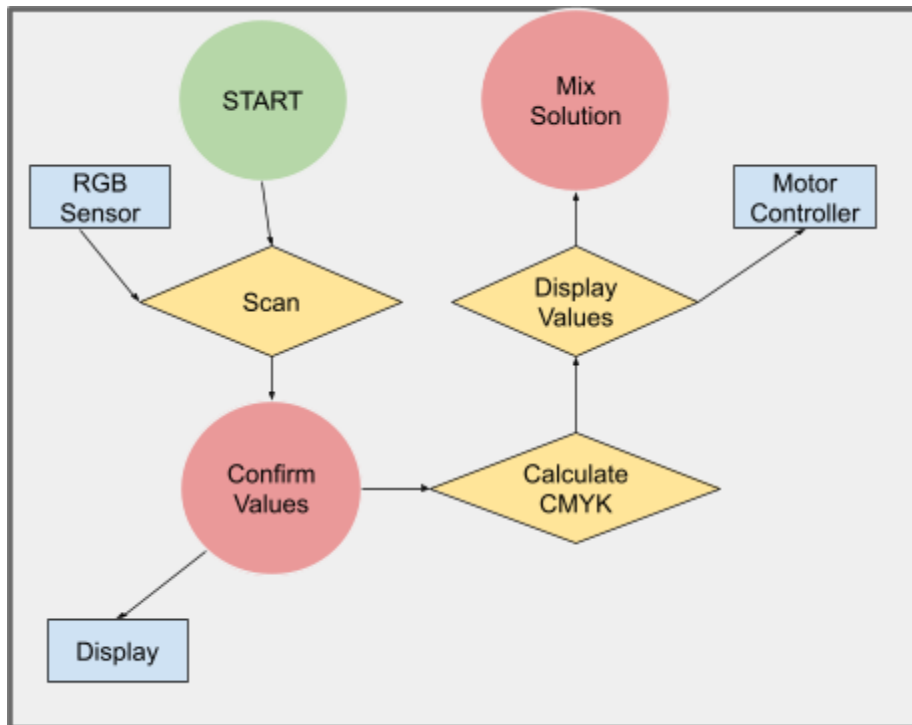 START
Mix
Solution
RGB
Sensor
Motor
Controller
Scan
Display
Values
Confirm
Values
Calculate
CMYK
Display